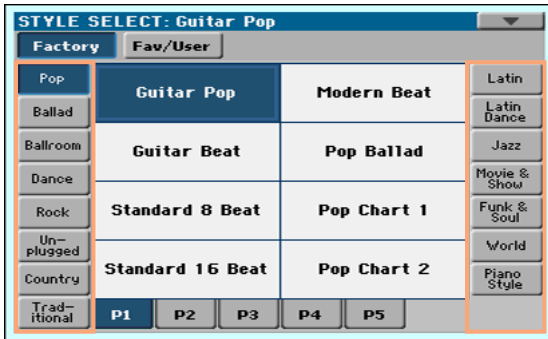 STYLE SELECT: Guitar Pop
Factory
Fav/User
Pop
Ballad
Ballroom
Dance
Rock
Un-
plugged
Country
Trad-
itional
Guitar Pop
Modern Beat
Guitar Beat
Pop Ballad
Standard 8 Beat
Pop Chart 1
Standard 16 Beat
Pop Chart 2
Latin
Latin
Dance
Jazz
Movie &
Show
Funk &
Soul
World
Piano
Style
P1
P2
P3
P4
P5